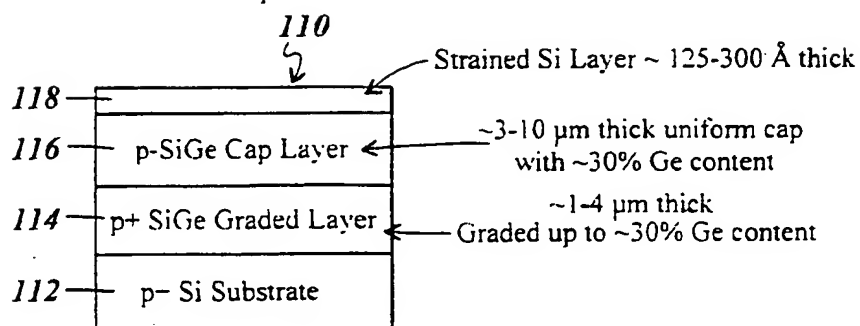 110
Strained Si Layer ~ 125-300 Å thick
118
116
p-SiGe Cap Layer
~3-10 μm thick uniform cap
with ~30% Ge content
114
p+ SiGe Graded Layer
~1-4 μm thick
Graded up to ~30% Ge content
112
p− Si Substrate